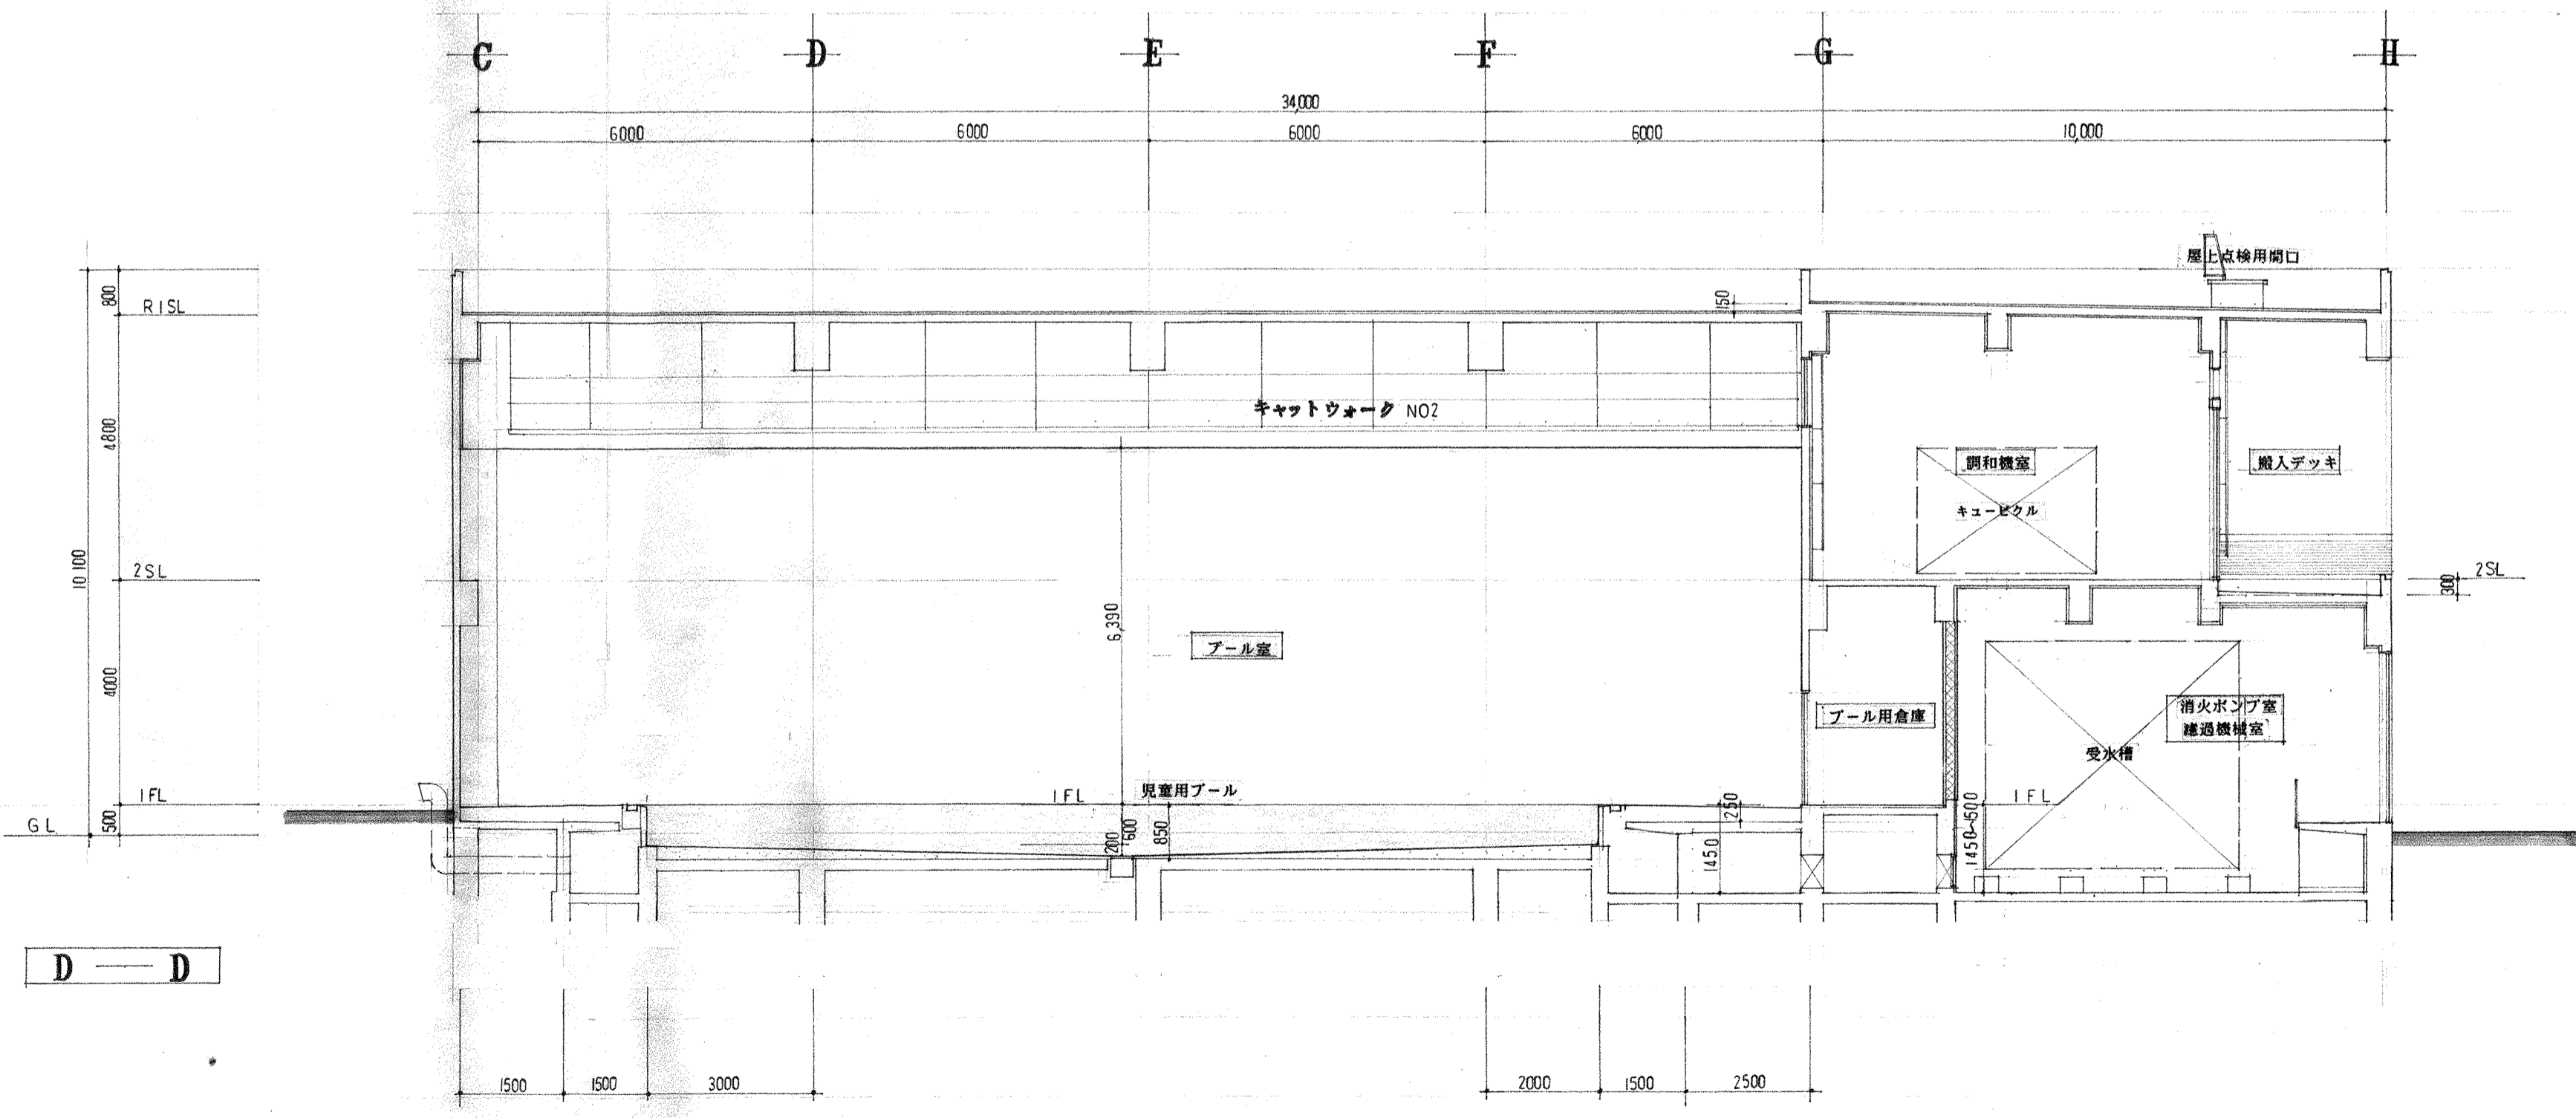 C D E F G H
34,000
6000 6000 6000 6,000 10,000
屋上点検用開口
800
R1SL
150
4,800
キャットウォーク NO2
調和機室
搬入デッキ
キュービクル
10,100
2SL
2SL
300
6,390
プール室
4000
プール用倉庫
消火ポンプ室
濾過機械室
受水槽
1FL
1FL
児童用プール
1FL
GL
500
200
600
850
250
1450
1450~1500
D — D
1500 1500 3000 2000 1500 2500